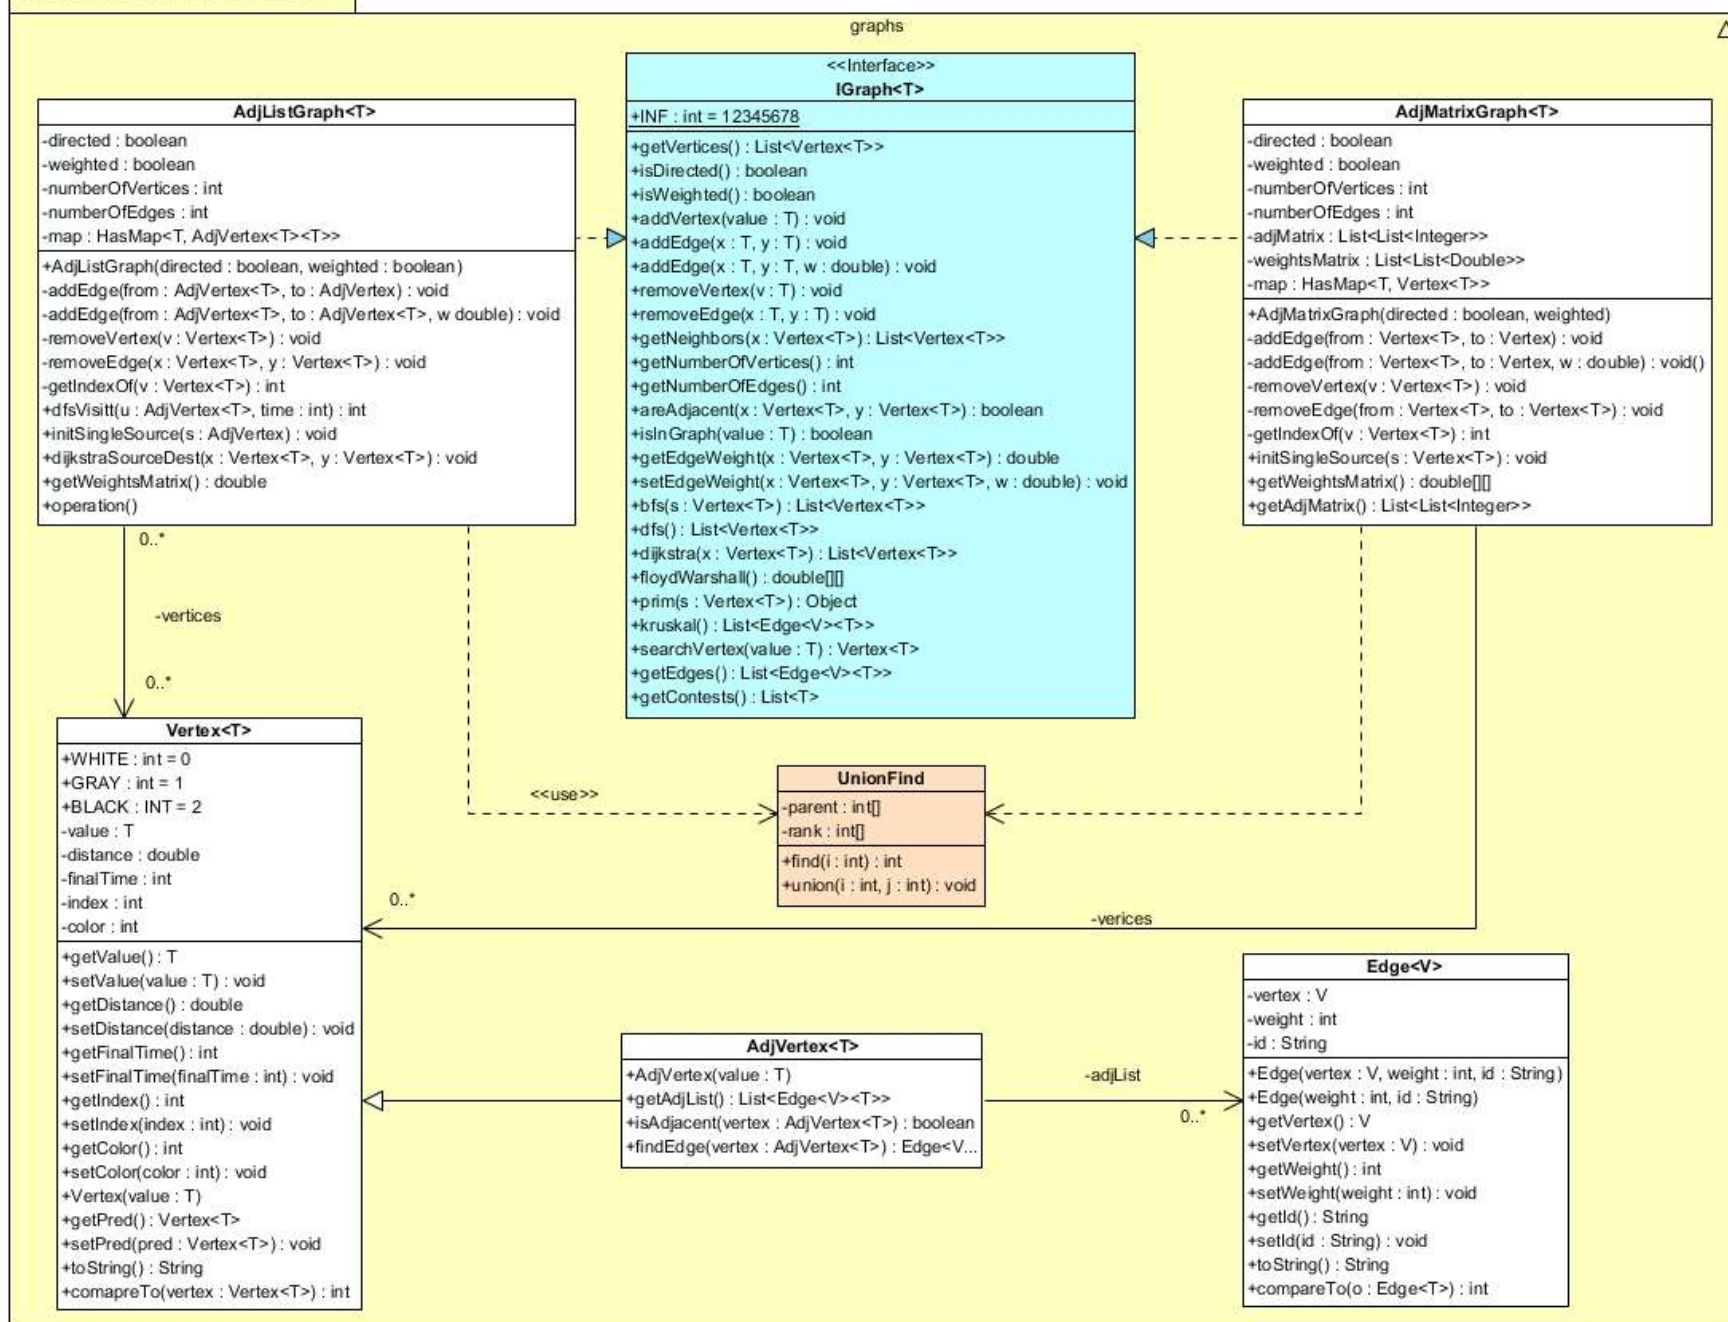 graphs
AdjListGraph<T>
-directed : boolean
-weighted : boolean
-numberOfVertices : int
-numberOfEdges : int
-map : HasMap<T, AdjVertex<T><T>>
+AdjListGraph(directed : boolean, weighted : boolean)
-addEdge(from : AdjVertex<T>, to : AdjVertex) : void
-addEdge(from : AdjVertex<T>, to : AdjVertex<T>, w double) : void
-removeVertex(v : Vertex<T>) : void
-removeEdge(x : Vertex<T>, y : Vertex<T>) : void
-getIndexOf(v : Vertex<T>) : int
+dfsVisitt(u : AdjVertex<T>, time : int) : int
+initSingleSource(s : AdjVertex) : void
+dijkstraSourceDest(x : Vertex<T>, y : Vertex<T>) : void
+getWeightsMatrix() : double
+operation()
<<Interface>>
IGraph<T>
+INF : int = 12345678
+getVertices() : List<Vertex<T>>
+isDirected() : boolean
+isWeighted() : boolean
+addVertex(value : T) : void
+addEdge(x : T, y : T) : void
+addEdge(x : T, y : T, w : double) : void
+removeVertex(v : T) : void
+removeEdge(x : T, y : T) : void
+getNeighbors(x : Vertex<T>) : List<Vertex<T>>
+getNumberOfVertices() : int
+getNumberOfEdges() : int
+areAdjacent(x : Vertex<T>, y : Vertex<T>) : boolean
+isInGraph(value : T) : boolean
+getEdgeWeight(x : Vertex<T>, y : Vertex<T>) : double
+setEdgeWeight(x : Vertex<T>, y : Vertex<T>, w : double) : void
+bfs(s : Vertex<T>) : List<Vertex<T>>
+dfs() : List<Vertex<T>>
+dijkstra(x : Vertex<T>) : List<Vertex<T>>
+floydWarshall() : double[][]
+prim(s : Vertex<T>) : Object
+kruskal() : List<Edge<V><T>>
+searchVertex(value : T) : Vertex<T>
+getEdges() : List<Edge<V><T>>
+getContests() : List<T>
AdjMatrixGraph<T>
-directed : boolean
-weighted : boolean
-numberOfVertices : int
-numberOfEdges : int
-adjMatrix : List<List<Integer>>
-weightsMatrix : List<List<Double>>
-map : HasMap<T, Vertex<T>>
+AdjMatrixGraph(directed : boolean, weighted)
-addEdge(from : Vertex<T>, to : Vertex) : void
-addEdge(from : Vertex<T>, to : Vertex, w : double) : void()
-removeVertex(v : Vertex<T>) : void
-removeEdge(from : Vertex<T>, to : Vertex<T>) : void
-getIndexOf(v : Vertex<T>) : int
+initSingleSource(s : Vertex<T>) : void
+getWeightsMatrix() : double[][]
+getAdjMatrix() : List<List<Integer>>
0..*
-vertices
0..*
<<use>>
Vertex<T>
+WHITE : int = 0
+GRAY : int = 1
+BLACK : INT = 2
-value : T
-distance : double
-finalTime : int
-index : int
-color : int
+getValue() : T
+setValue(value : T) : void
+getDistance() : double
+setDistance(distance : double) : void
+getFinalTime() : int
+setFinalTime(finalTime : int) : void
+getIndex() : int
+setIndex(index : int) : void
+getColor() : int
+setColor(color : int) : void
+Vertex(value : T)
+getPred() : Vertex<T>
+setPred(pred : Vertex<T>) : void
+toString() : String
+comapreTo(vertex : Vertex<T>) : int
UnionFind
-parent : int[]
-rank : int[]
+find(i : int) : int
+union(i : int, j : int) : void
0..*
-verices
AdjVertex<T>
+AdjVertex(value : T)
+getAdjList() : List<Edge<V><T>>
+isAdjacent(vertex : AdjVertex<T>) : boolean
+findEdge(vertex : AdjVertex<T>) : Edge<V...
-adjList
0..*
Edge<V>
-vertex : V
-weight : int
-id : String
+Edge(vertex : V, weight : int, id : String)
+Edge(weight : int, id : String)
+getVertex() : V
+setVertex(vertex : V) : void
+getWeight() : int
+setWeight(weight : int) : void
+getId() : String
+setId(id : String) : void
+toString() : String
+compareTo(o : Edge<T>) : int